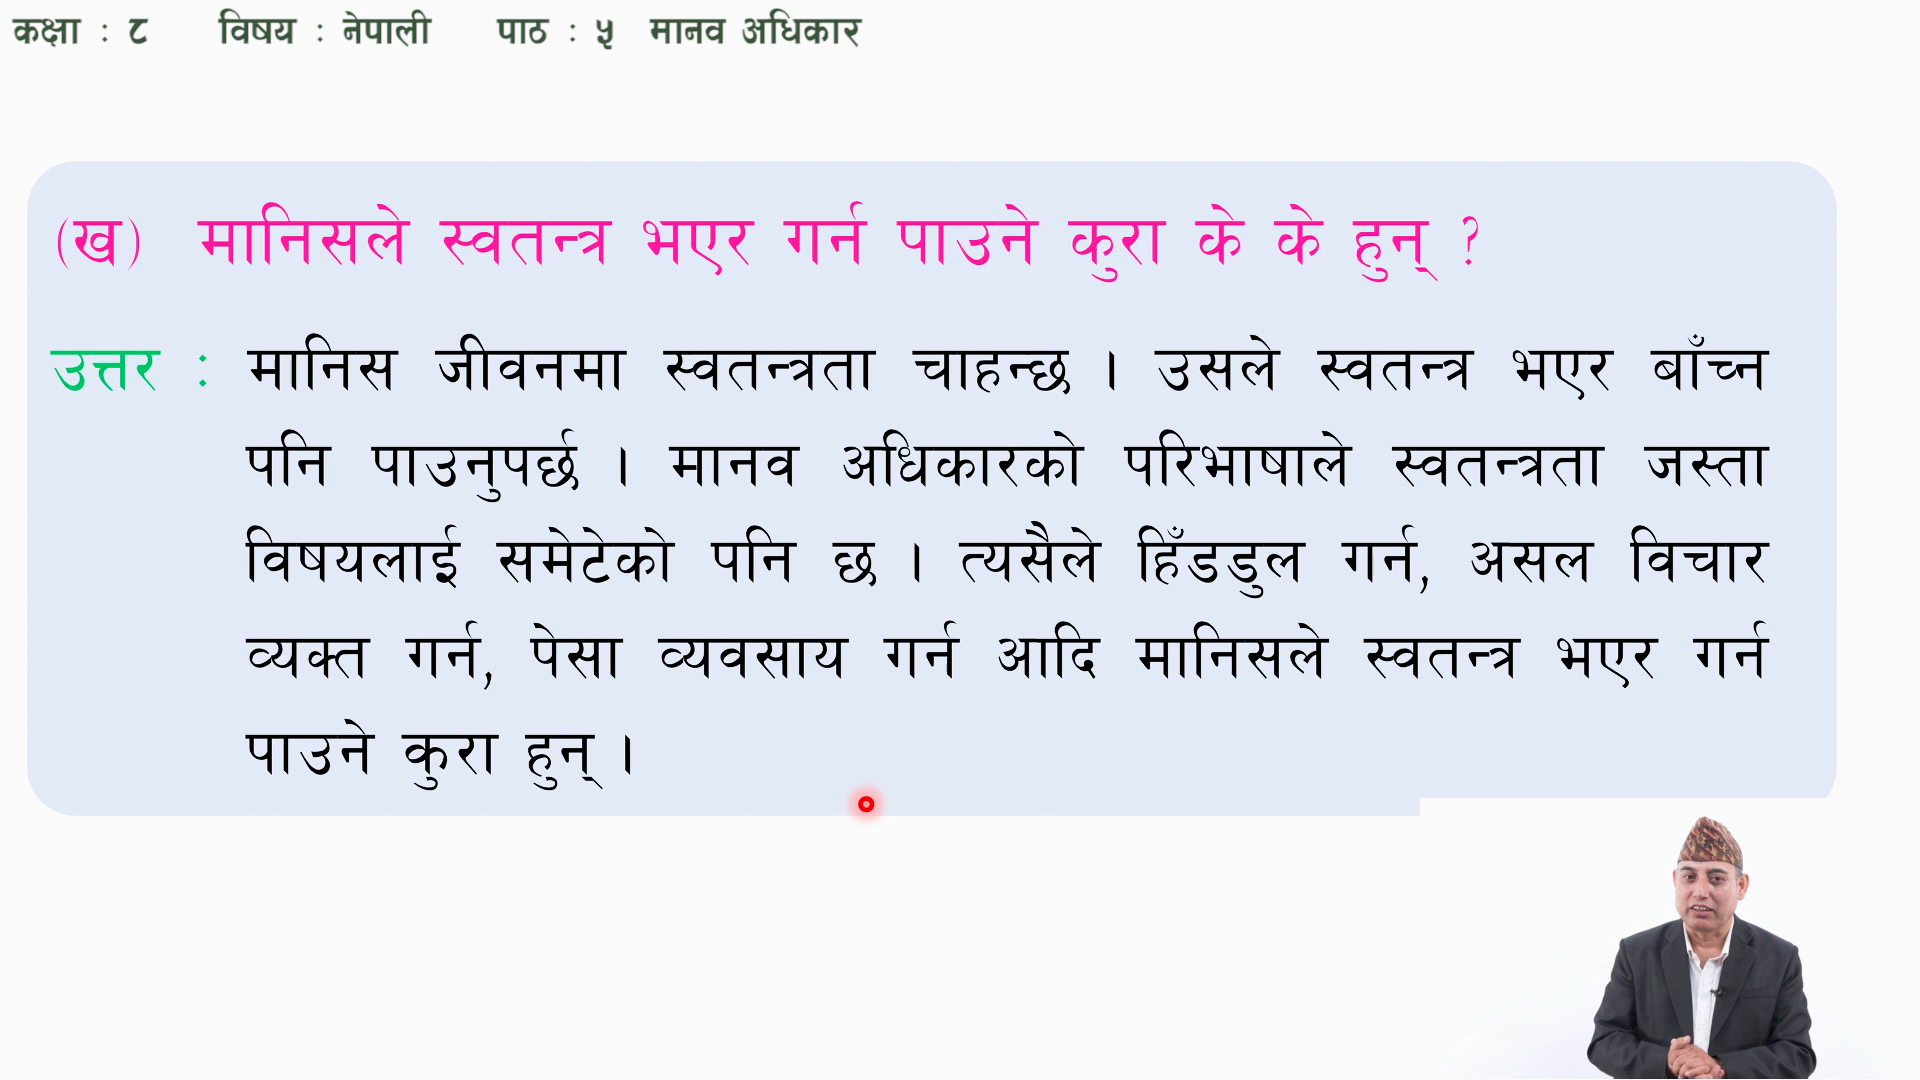 कक्षा : ८ विषय : नेपाली पाठ : ५ मानव अधिकार
(ख) मानिसले स्वतन्त्र भएर गर्न पाउने कुरा के के हुन् ?
उत्तर : मानिस जीवनमा स्वतन्त्रता चाहन्छ । उसले स्वतन्त्र भएर बाँच्न
पनि पाउनुपर्छ । मानव अधिकारको परिभाषाले स्वतन्त्रता जस्ता
विषयलाई समेटेको पनि छ । त्यसैले हिँडडुल गर्न, असल विचार
व्यक्त गर्न, पेसा व्यवसाय गर्न आदि मानिसले स्वतन्त्र भएर गर्न
पाउने कुरा हुन् ।